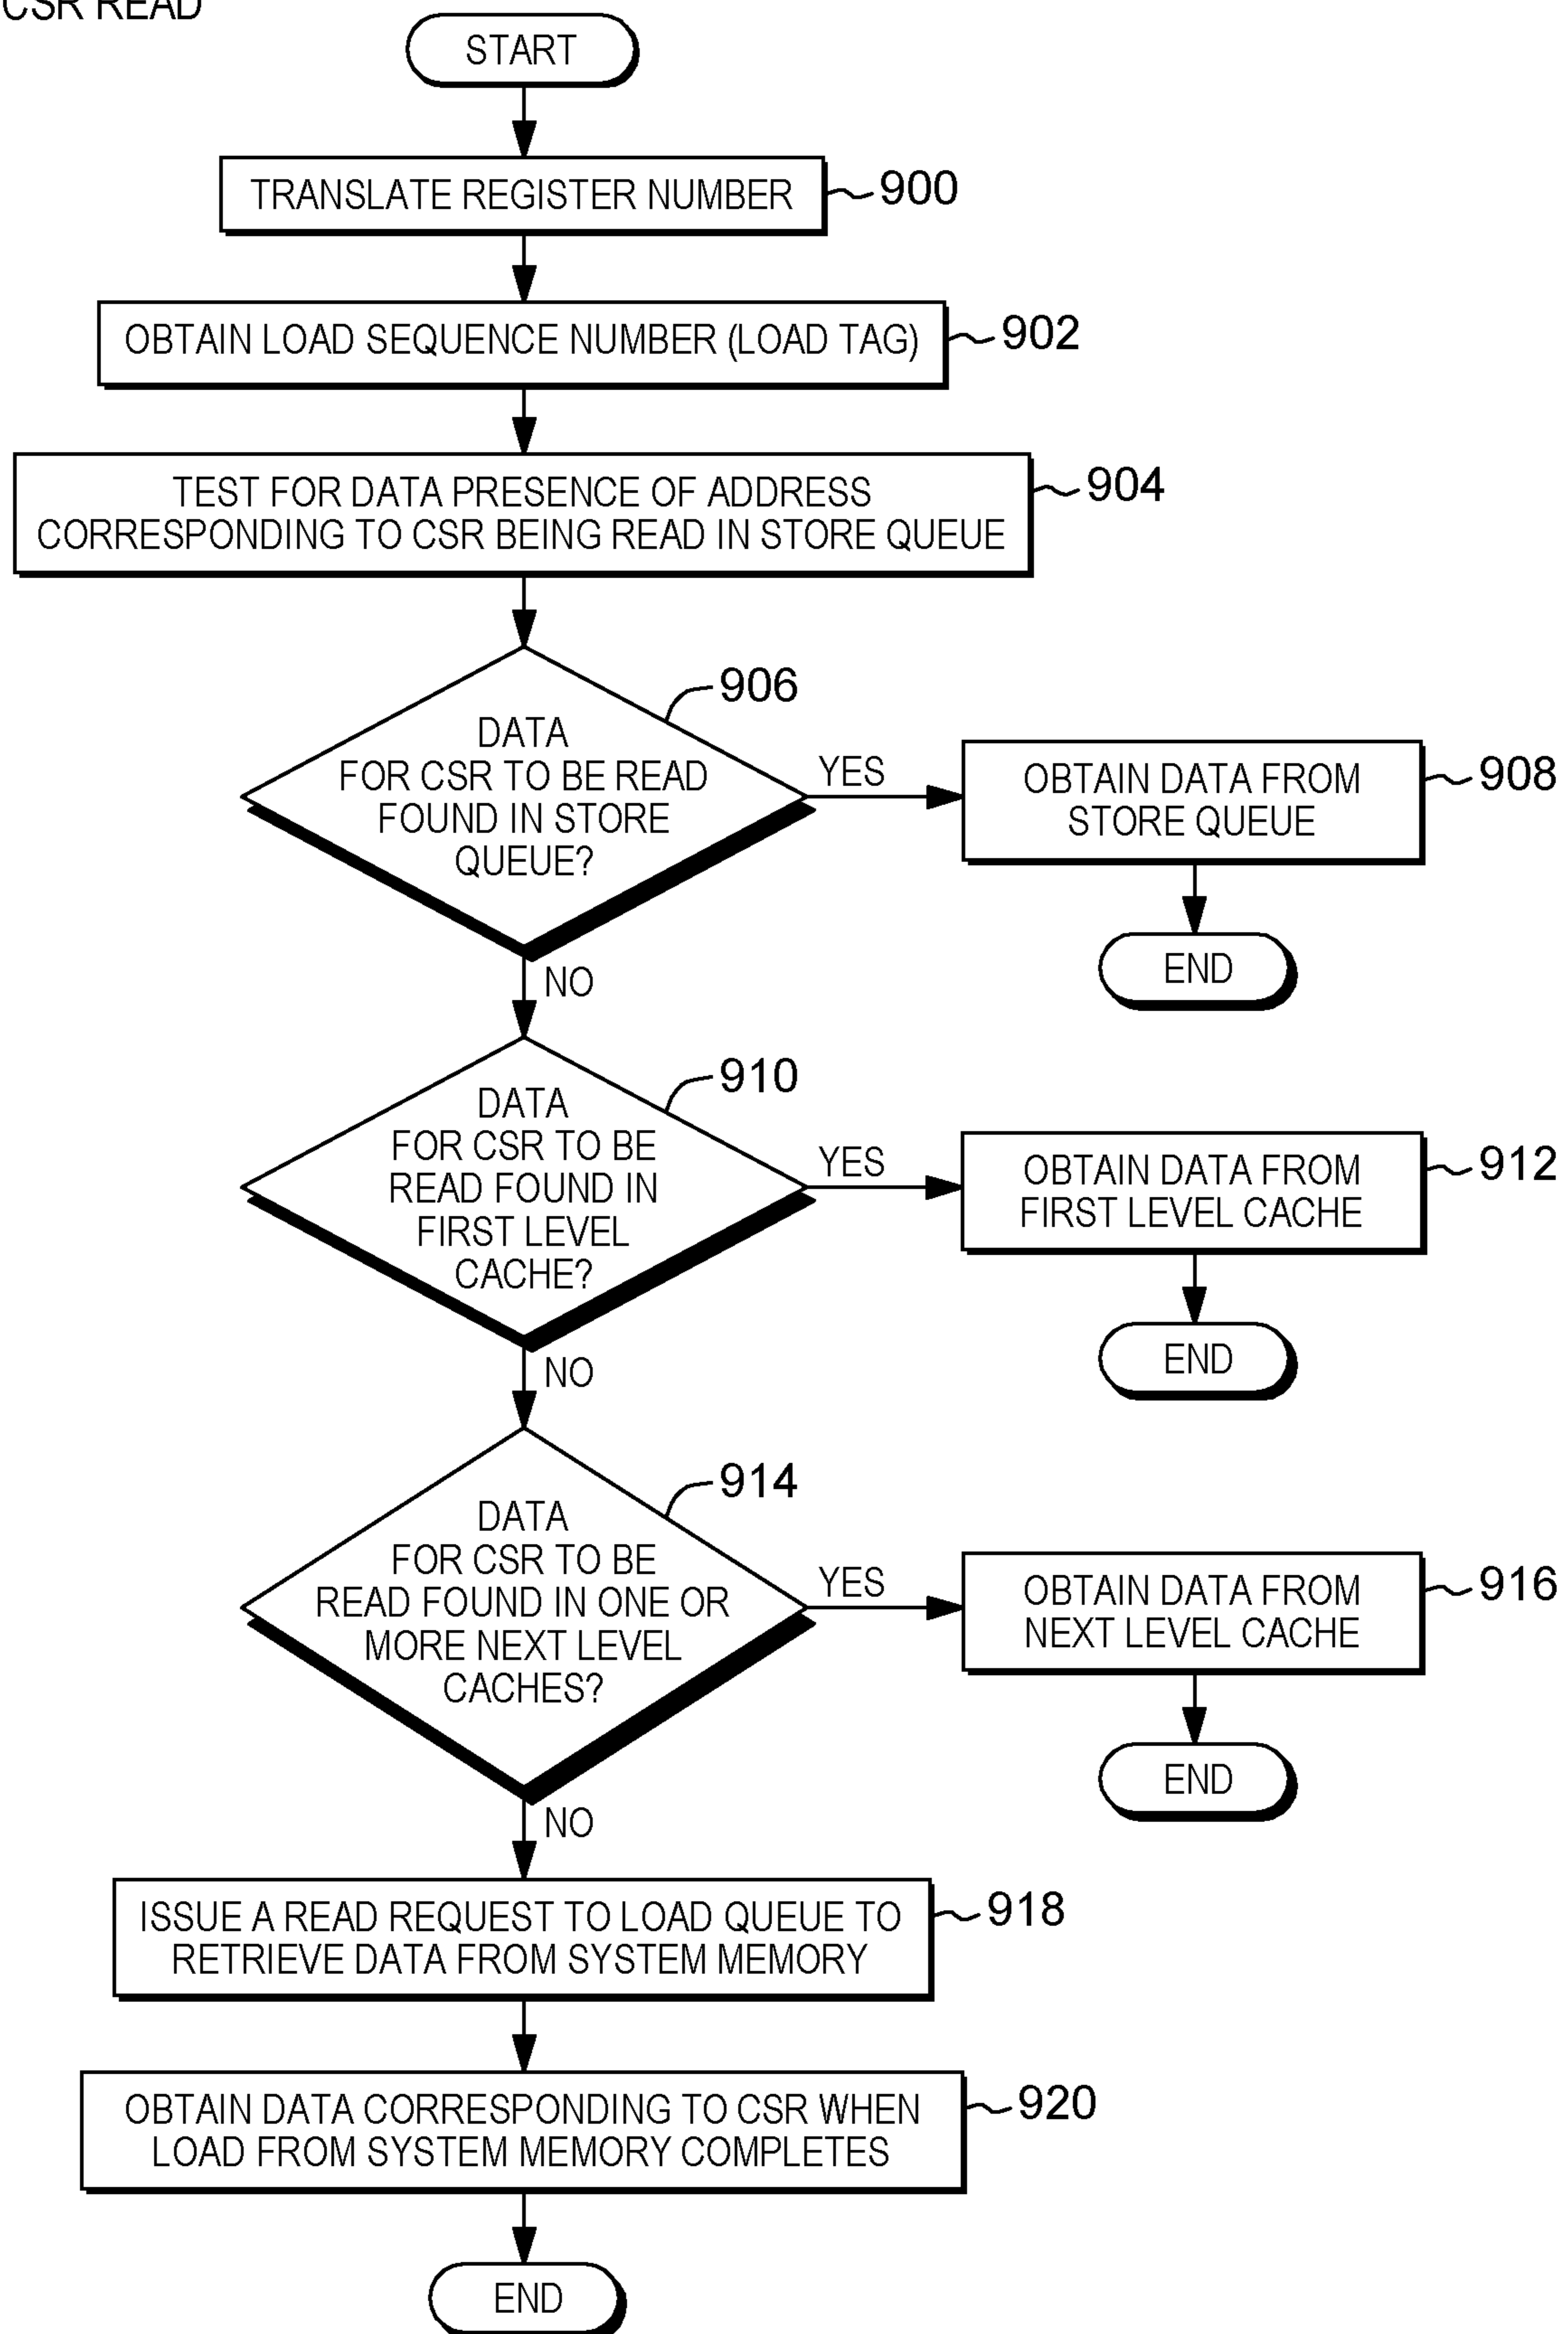 CSR READ
START
TRANSLATE REGISTER NUMBER
900
OBTAIN LOAD SEQUENCE NUMBER (LOAD TAG)
902
TEST FOR DATA PRESENCE OF ADDRESS
CORRESPONDING TO CSR BEING READ IN STORE QUEUE
904
DATA
FOR CSR TO BE READ
FOUND IN STORE
QUEUE?
906
YES
OBTAIN DATA FROM
STORE QUEUE
908
END
NO
DATA
FOR CSR TO BE
READ FOUND IN
FIRST LEVEL
CACHE?
910
YES
OBTAIN DATA FROM
FIRST LEVEL CACHE
912
END
NO
DATA
FOR CSR TO BE
READ FOUND IN ONE OR
MORE NEXT LEVEL
CACHES?
914
YES
OBTAIN DATA FROM
NEXT LEVEL CACHE
916
END
NO
ISSUE A READ REQUEST TO LOAD QUEUE TO
RETRIEVE DATA FROM SYSTEM MEMORY
918
OBTAIN DATA CORRESPONDING TO CSR WHEN
LOAD FROM SYSTEM MEMORY COMPLETES
920
END